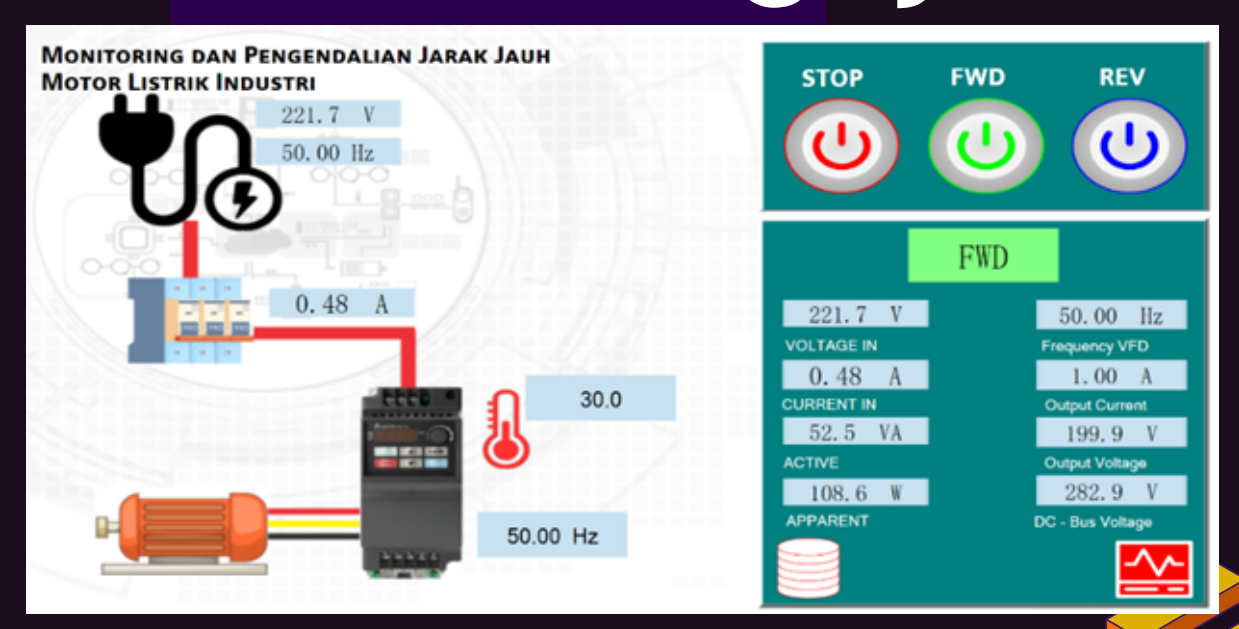 MONITORING DAN PENGENDALIAN JARAK JAUH
MOTOR LISTRIK INDUSTRI
221.7 V
50.00 Hz
0.48 A
30.0
50.00 Hz
STOP FWD REV
FWD
221.7 V 50.00 Hz
VOLTAGE IN Frequency VFD
0.48 A 1.00 A
CURRENT IN Output Current
52.5 VA 199.9 V
ACTIVE Output Voltage
108.6 W 282.9 V
APPARENT DC - Bus Voltage